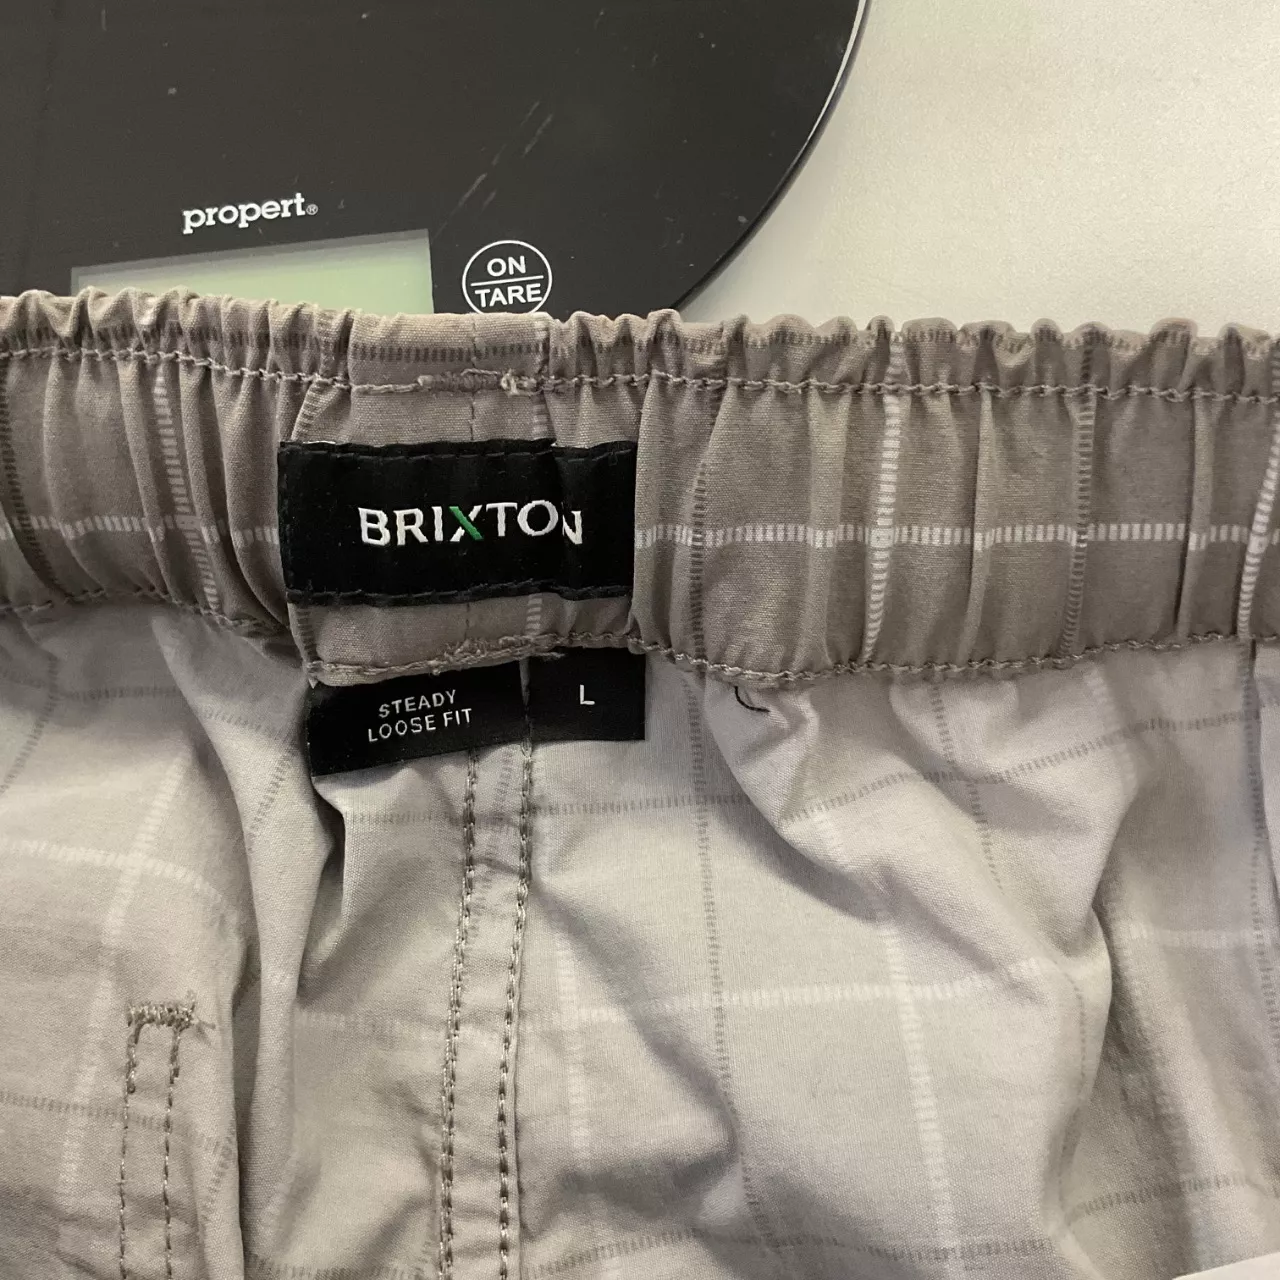 propert®
ON
TARE
BRIXTON
STEADY
LOOSE FIT
L